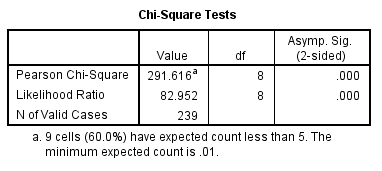 Chi-Square Tests
Value df Asymp. Sig. (2-sided)
Pearson Chi-Square 291.616a 8 .000
Likelihood Ratio 82.952 8 .000
N of Valid Cases 239
a. 9 cells (60.0%) have expected count less than 5. The
minimum expected count is .01.